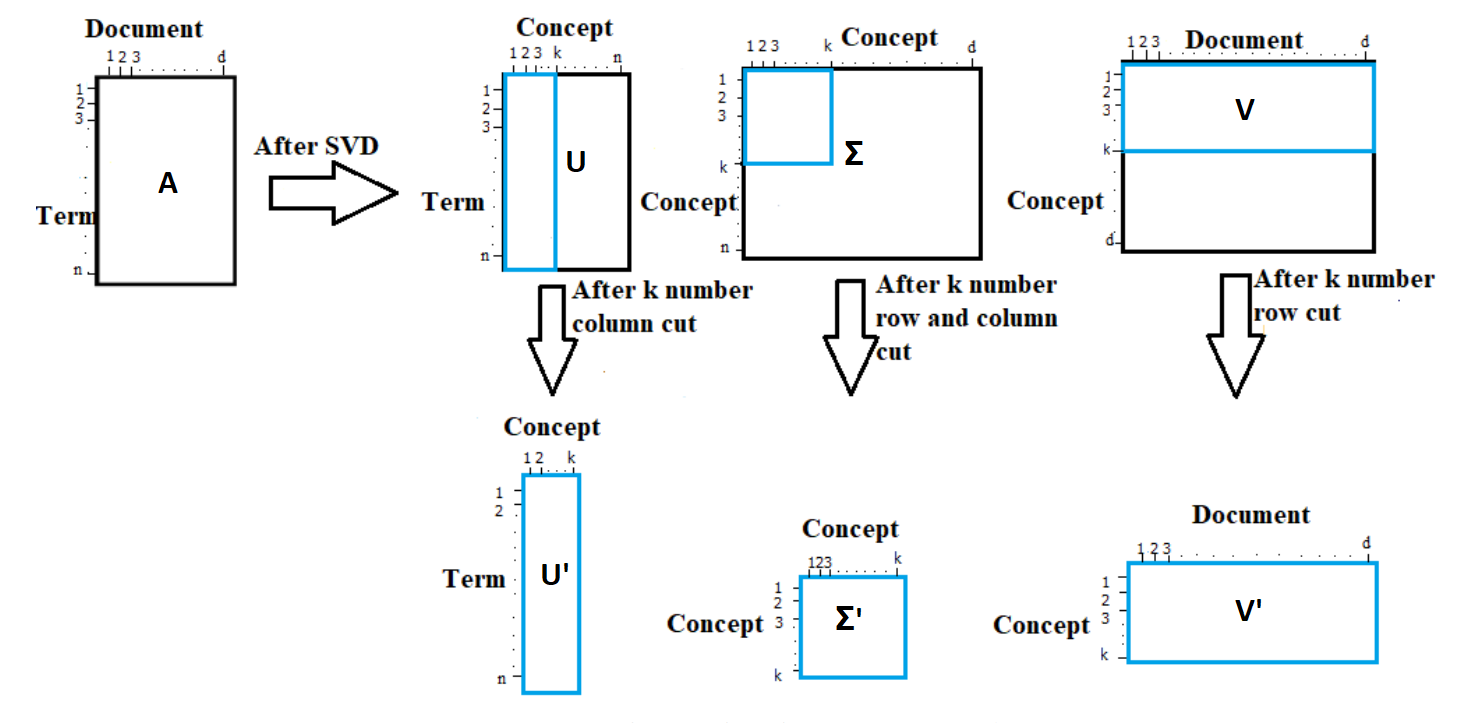 Document
1 2 3 d
1
2
3
Term
n
A
After SVD
Concept
1 2 3 k n
1
2
3
Term
n
U
Concept
1 2 3 k d
1
2
3
k
Concept
n
Σ
Document
1 2 3 d
1
2
3
k
Concept
d
V
After k number
column cut
After k number
row and column
cut
After k number
row cut
Concept
1 2 k
1
2
Term
n
U'
Concept
1 2 3 k
1
2
3
Concept
k
Σ'
Document
1 2 3 d
1
2
3
Concept
k
V'